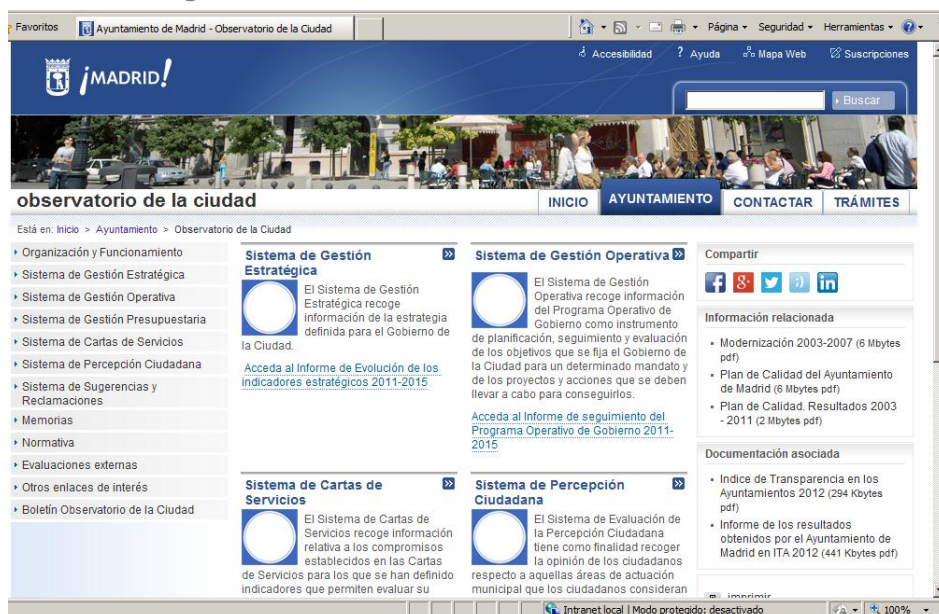 Favoritos
Ayuntamiento de Madrid - Observatorio de la Ciudad
Página
Seguridad
Herramientas
Accesibilidad
? Ayuda
Mapa Web
Suscripciones
¡MADRID!
Buscar
observatorio de la ciudad
INICIO
AYUNTAMIENTO
CONTACTAR
TRÁMITES
Está en: Inicio > Ayuntamiento > Observatorio de la Ciudad
Organización y Funcionamiento
Sistema de Gestión Estratégica
Sistema de Gestión Operativa
Sistema de Gestión Presupuestaria
Sistema de Cartas de Servicios
Sistema de Percepción Ciudadana
Sistema de Sugerencias y
Reclamaciones
Memorias
Normativa
Evaluaciones externas
Otros enlaces de interés
Boletín Observatorio de la Ciudad
Sistema de Gestión
Estratégica
El Sistema de Gestión
Estratégica recoge
información de la estrategia
definida para el Gobierno de
la Ciudad.
Acceda al Informe de Evolución de los
indicadores estratégicos 2011-2015
Sistema de Gestión Operativa
El Sistema de Gestión
Operativa recoge información
del Programa Operativo de
Gobierno como instrumento
de planificación, seguimiento y evaluación
de los objetivos que se fija el Gobierno de
la Ciudad para un determinado mandato y
de los proyectos y acciones que se deben
llevar a cabo para conseguirlos.
Acceda al Informe de seguimiento del
Programa Operativo de Gobierno 2011-
2015
Sistema de Cartas de
Servicios
El Sistema de Cartas de
Servicios recoge información
relativa a los compromisos
establecidos en las Cartas
de Servicios para los que se han definido
indicadores que permiten evaluar su
Sistema de Percepción
Ciudadana
El Sistema de Evaluación de
la Percepción Ciudadana
tiene como finalidad recoger
la opinión de los ciudadanos
respecto a aquellas áreas de actuación
municipal que los ciudadanos consideran
Compartir
Información relacionada
Modernización 2003-2007 (6 Mbytes
pdf)
Plan de Calidad del Ayuntamiento
de Madrid (6 Mbytes pdf)
Plan de Calidad. Resultados 2003
- 2011 (2 Mbytes pdf)
Documentación asociada
Indice de Transparencia en los
Ayuntamientos 2012 (294 Kbytes
pdf)
Informe de los resultados
obtenidos por el Ayuntamiento de
Madrid en ITA 2012 (441 Kbytes pdf)
imprimir
Intranet local | Modo protegido: desactivado
100%